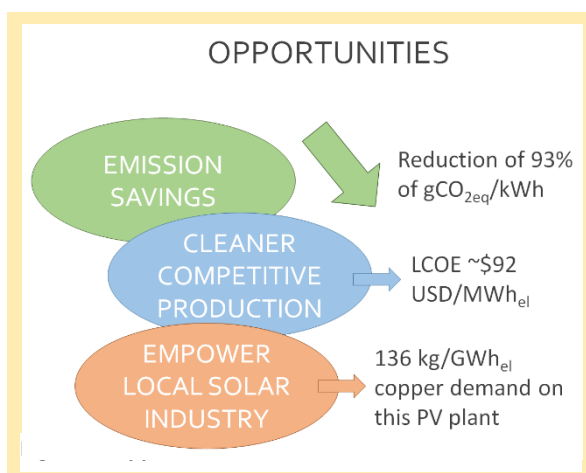 OPPORTUNITIES
EMISSION
SAVINGS
Reduction of 93%
of gCO2eq/kWh
CLEANER
COMPETITIVE
PRODUCTION
LCOE ~$92
USD/MWhel
EMPOWER
LOCAL SOLAR
INDUSTRY
136 kg/GWhel
copper demand on
this PV plant